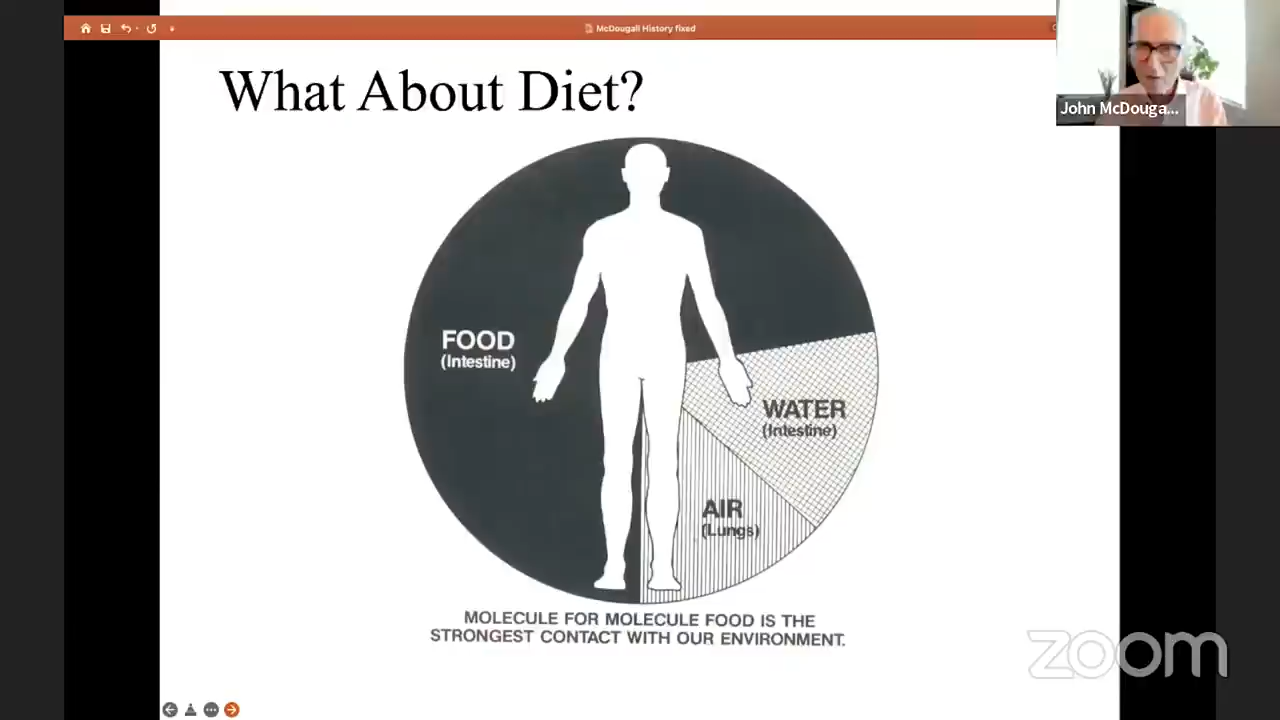 McDougall History fixed
What About Diet?
John McDouga...
FOOD
(Intestine)
WATER
(Intestine)
AIR
(Lungs)
MOLECULE FOR MOLECULE FOOD IS THE
STRONGEST CONTACT WITH OUR ENVIRONMENT.
zoom